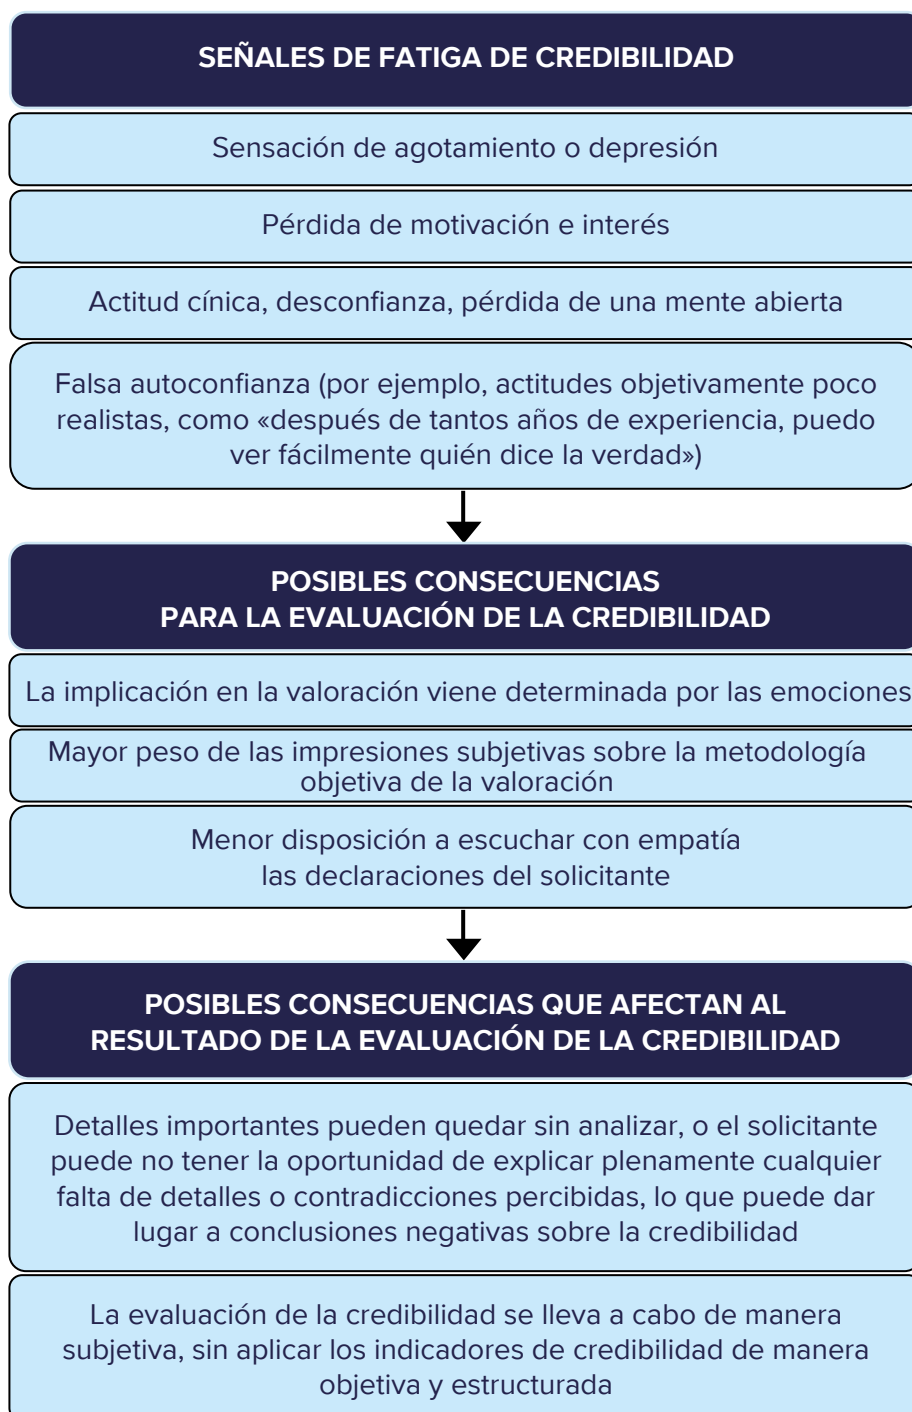 SEÑALES DE FATIGA DE CREDIBILIDAD
Sensación de agotamiento o depresión
Pérdida de motivación e interés
Actitud cínica, desconfianza, pérdida de una mente abierta
Falsa autoconfianza (por ejemplo, actitudes objetivamente poco
realistas, como «después de tantos años de experiencia, puedo
ver fácilmente quién dice la verdad»)
POSIBLES CONSECUENCIAS
PARA LA EVALUACIÓN DE LA CREDIBILIDAD
La implicación en la valoración viene determinada por las emociones
Mayor peso de las impresiones subjetivas sobre la metodología
objetiva de la valoración
Menor disposición a escuchar con empatía
las declaraciones del solicitante
POSIBLES CONSECUENCIAS QUE AFECTAN AL
RESULTADO DE LA EVALUACIÓN DE LA CREDIBILIDAD
Detalles importantes pueden quedar sin analizar, o el solicitante
puede no tener la oportunidad de explicar plenamente cualquier
falta de detalles o contradicciones percibidas, lo que puede dar
lugar a conclusiones negativas sobre la credibilidad
La evaluación de la credibilidad se lleva a cabo de manera
subjetiva, sin aplicar los indicadores de credibilidad de manera
objetiva y estructurada